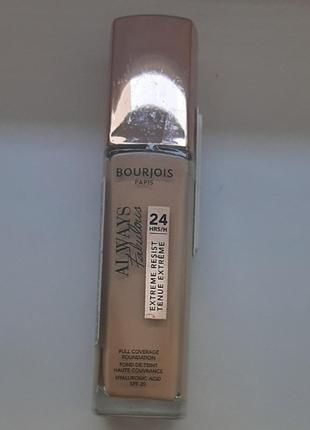 BOURJOIS
PARIS
ALWAYS
Fabulous
24
HRS/H
EXTREME RESIST
TENUE EXTRÊME
FULL COVERAGE
FOUNDATION
FOND DE TEINT
HAUTE COUVRANCE
HYALURONIC ACID
SPF 20